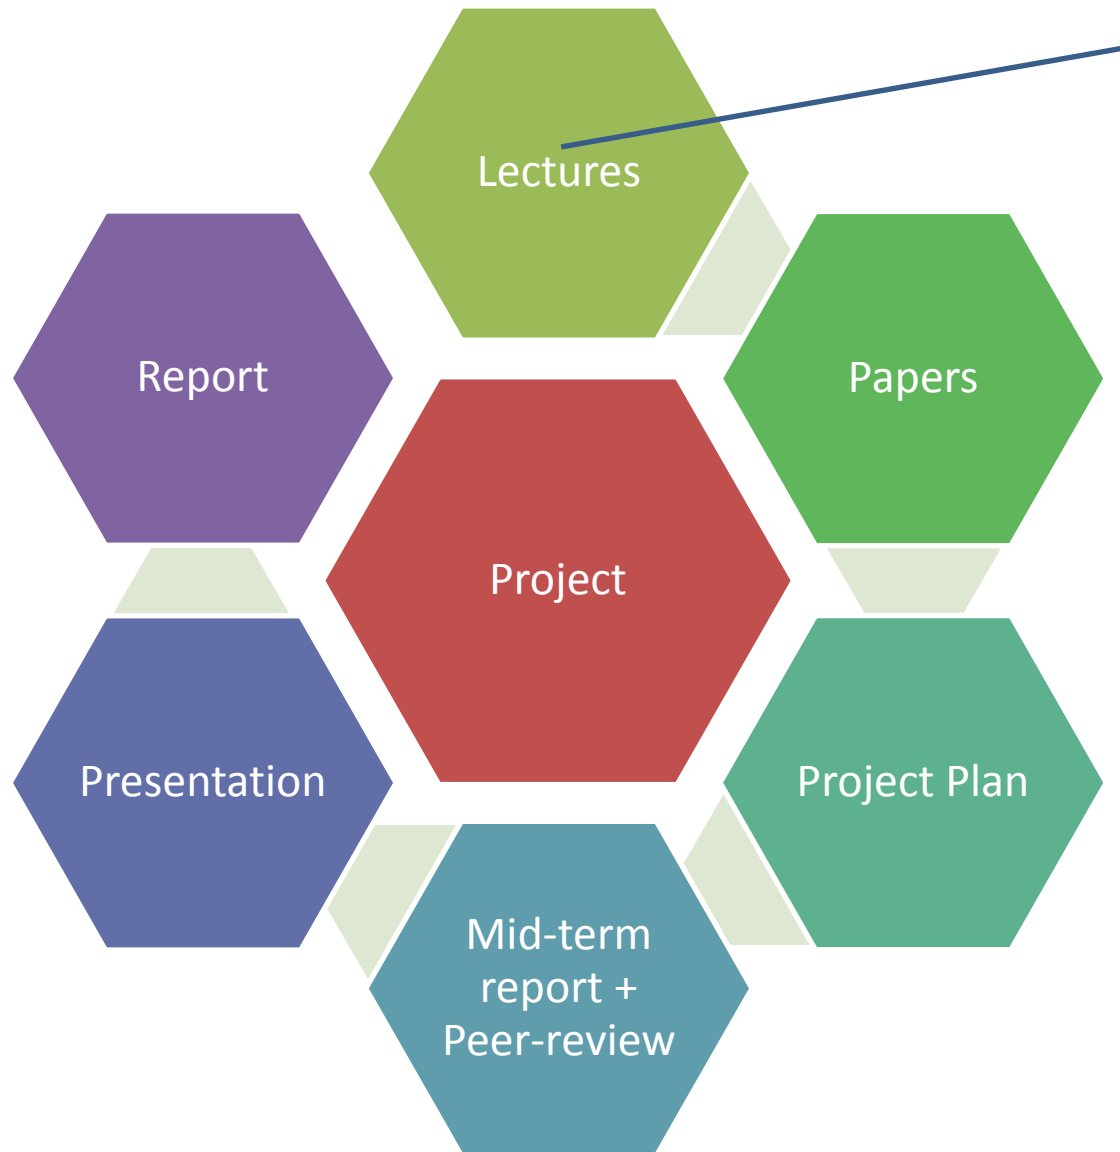 Lectures
Papers
Report
Project
Project Plan
Presentation
Mid-term
report +
Peer-review